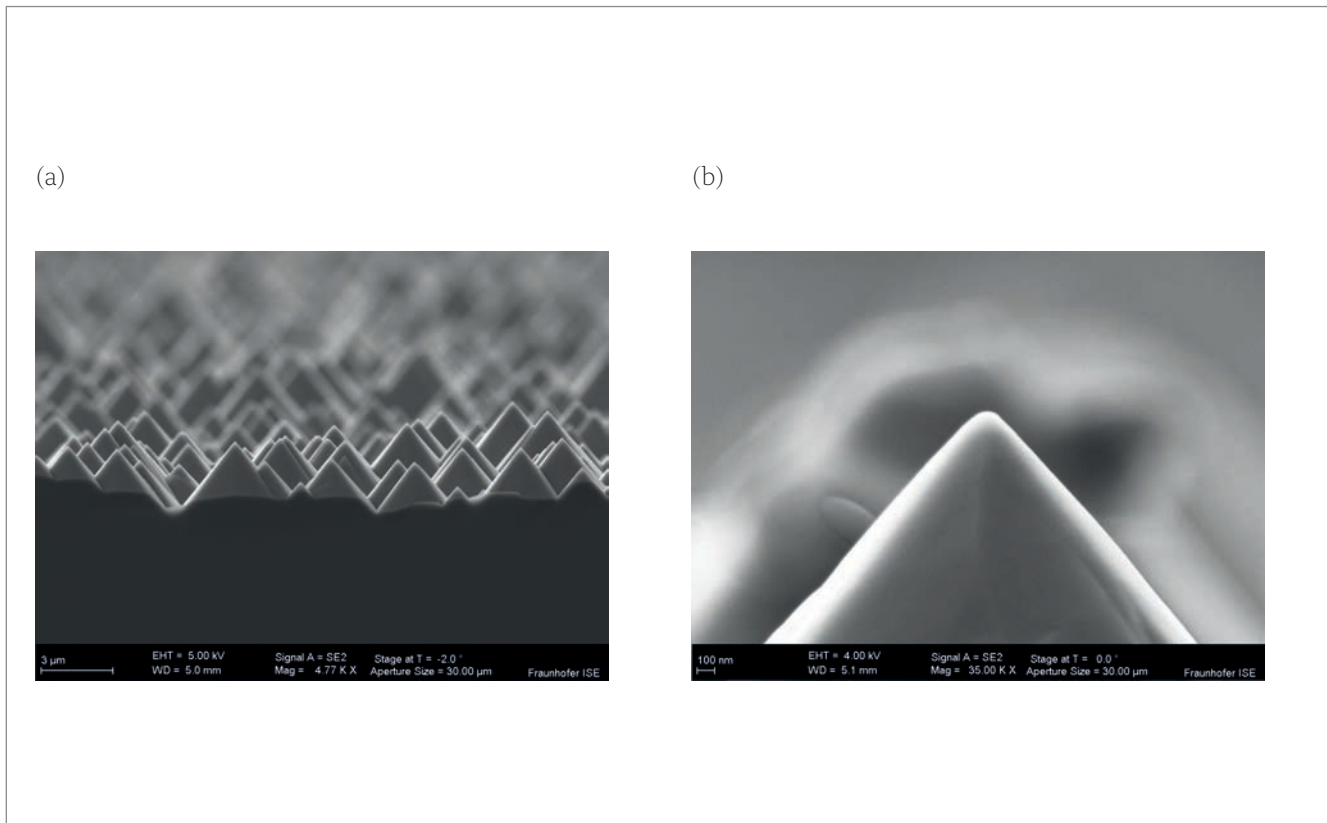 (a)
(b)
3 µm
EHT = 5.00 kV
WD = 5.0 mm
Signal A = SE2
Mag = 4.77 K X
Stage at T = -2.0 °
Aperture Size = 30.00 µm
Fraunhofer ISE
100 nm
EHT = 4.00 kV
WD = 5.1 mm
Signal A = SE2
Mag = 35.00 K X
Stage at T = 0.0 °
Aperture Size = 30.00 µm
Fraunhofer ISE